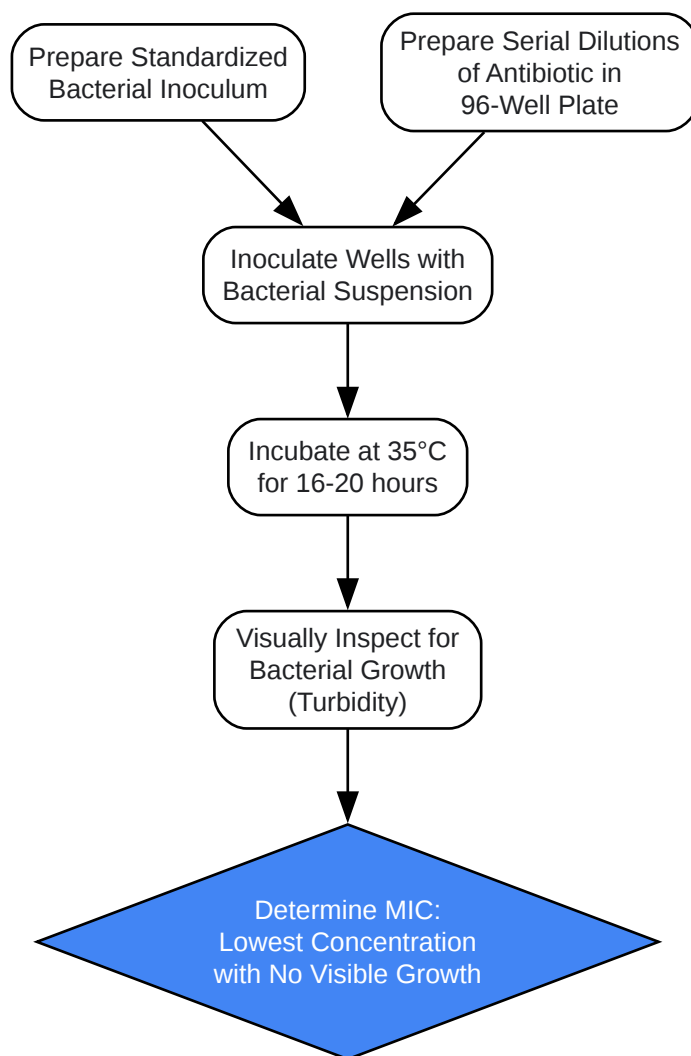 Prepare Standardized
Bacterial Inoculum
Prepare Serial Dilutions
of Antibiotic in
96-Well Plate
Inoculate Wells with
Bacterial Suspension
Incubate at 35°C
for 16-20 hours
Visually Inspect for
Bacterial Growth
(Turbidity)
Determine MIC:
Lowest Concentration
with No Visible Growth